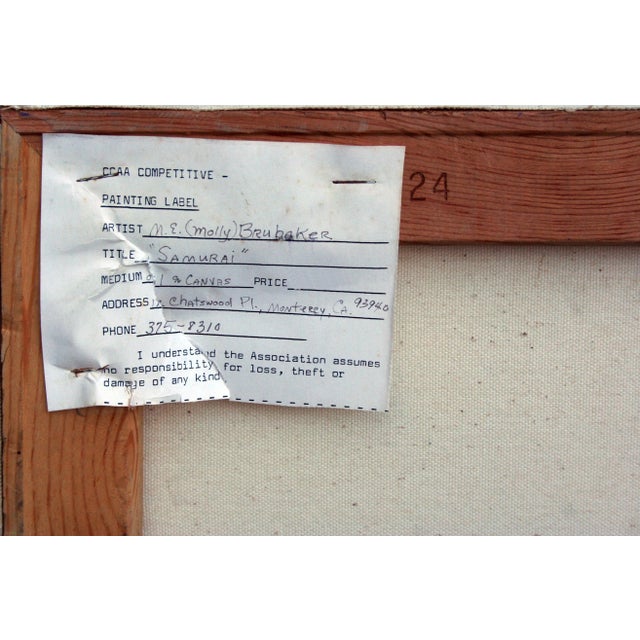 CCAA COMPETITIVE -
24
PAINTING LABEL
ARTIST M.E. (Molly) Brubaker
TITLE "SAMURAI"
MEDIUM Oil & CANVAS PRICE
ADDRESS Chatswood Pl., Monterey, CA. 93940
PHONE 375-8310
I understand the Association assumes
no responsibility for loss, theft or
damage of any kind